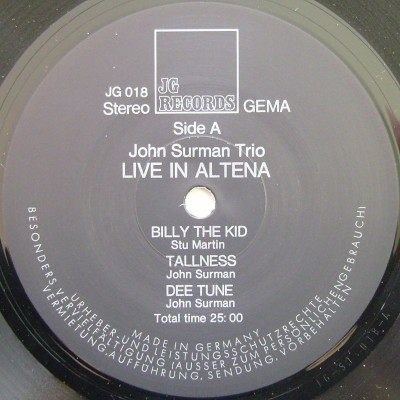 JG 018
Stereo
JG
RECORDS
GEMA
Side A
John Surman Trio
LIVE IN ALTENA
BILLY THE KID
Stu Martin
TALLNESS
John Surman
DEE TUNE
John Surman
Total time 25:00
MADE IN GERMANY
URHEBER- UND LEISTUNGSSCHUTZRECHTE
BESONDERS VERVIELFÄLTIGUNG (AUSSER ZUM PERSÖNLICHEN GEBRAUCH)
VERMIETUNG, AUFFÜHRUNG, SENDUNG, VORBEHALTEN